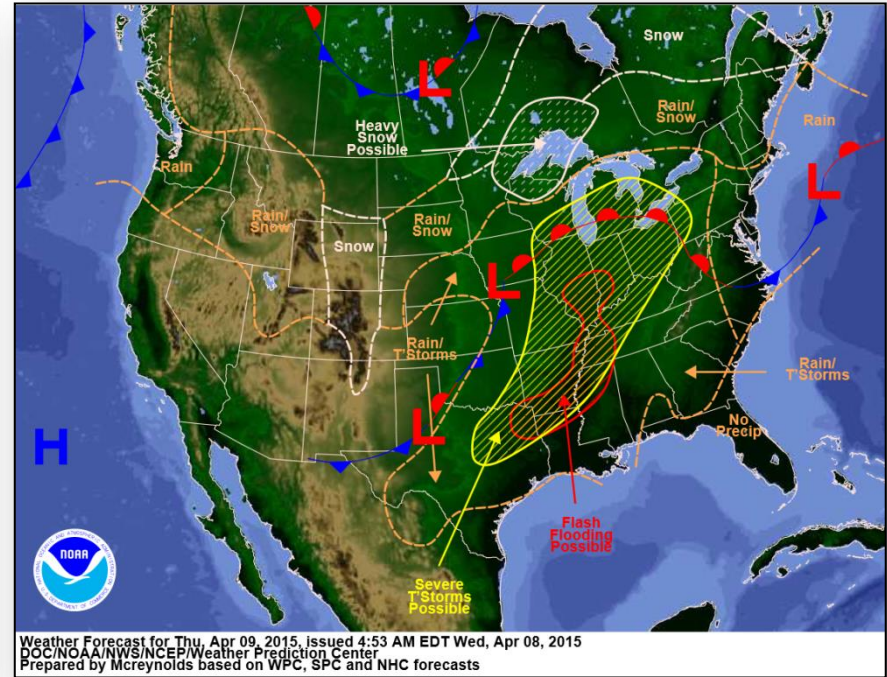 Snow
Rain/
Snow
Rain
Heavy
Snow
Possible
L
Rain
L
Rain/
Snow
Snow
Rain/
Snow
L
Rain/
T'Storms
L
Rain/
T'Storms
No
Precip
H
Flash
Flooding
Possible
Severe
T'Storms
Possible
NOAA
Weather Forecast for Thu, Apr 09, 2015, issued 4:53 AM EDT Wed, Apr 08, 2015
DOC/NOAA/NWS/NCEP/Weather Prediction Center
Prepared by Mcreynolds based on WPC, SPC and NHC forecasts